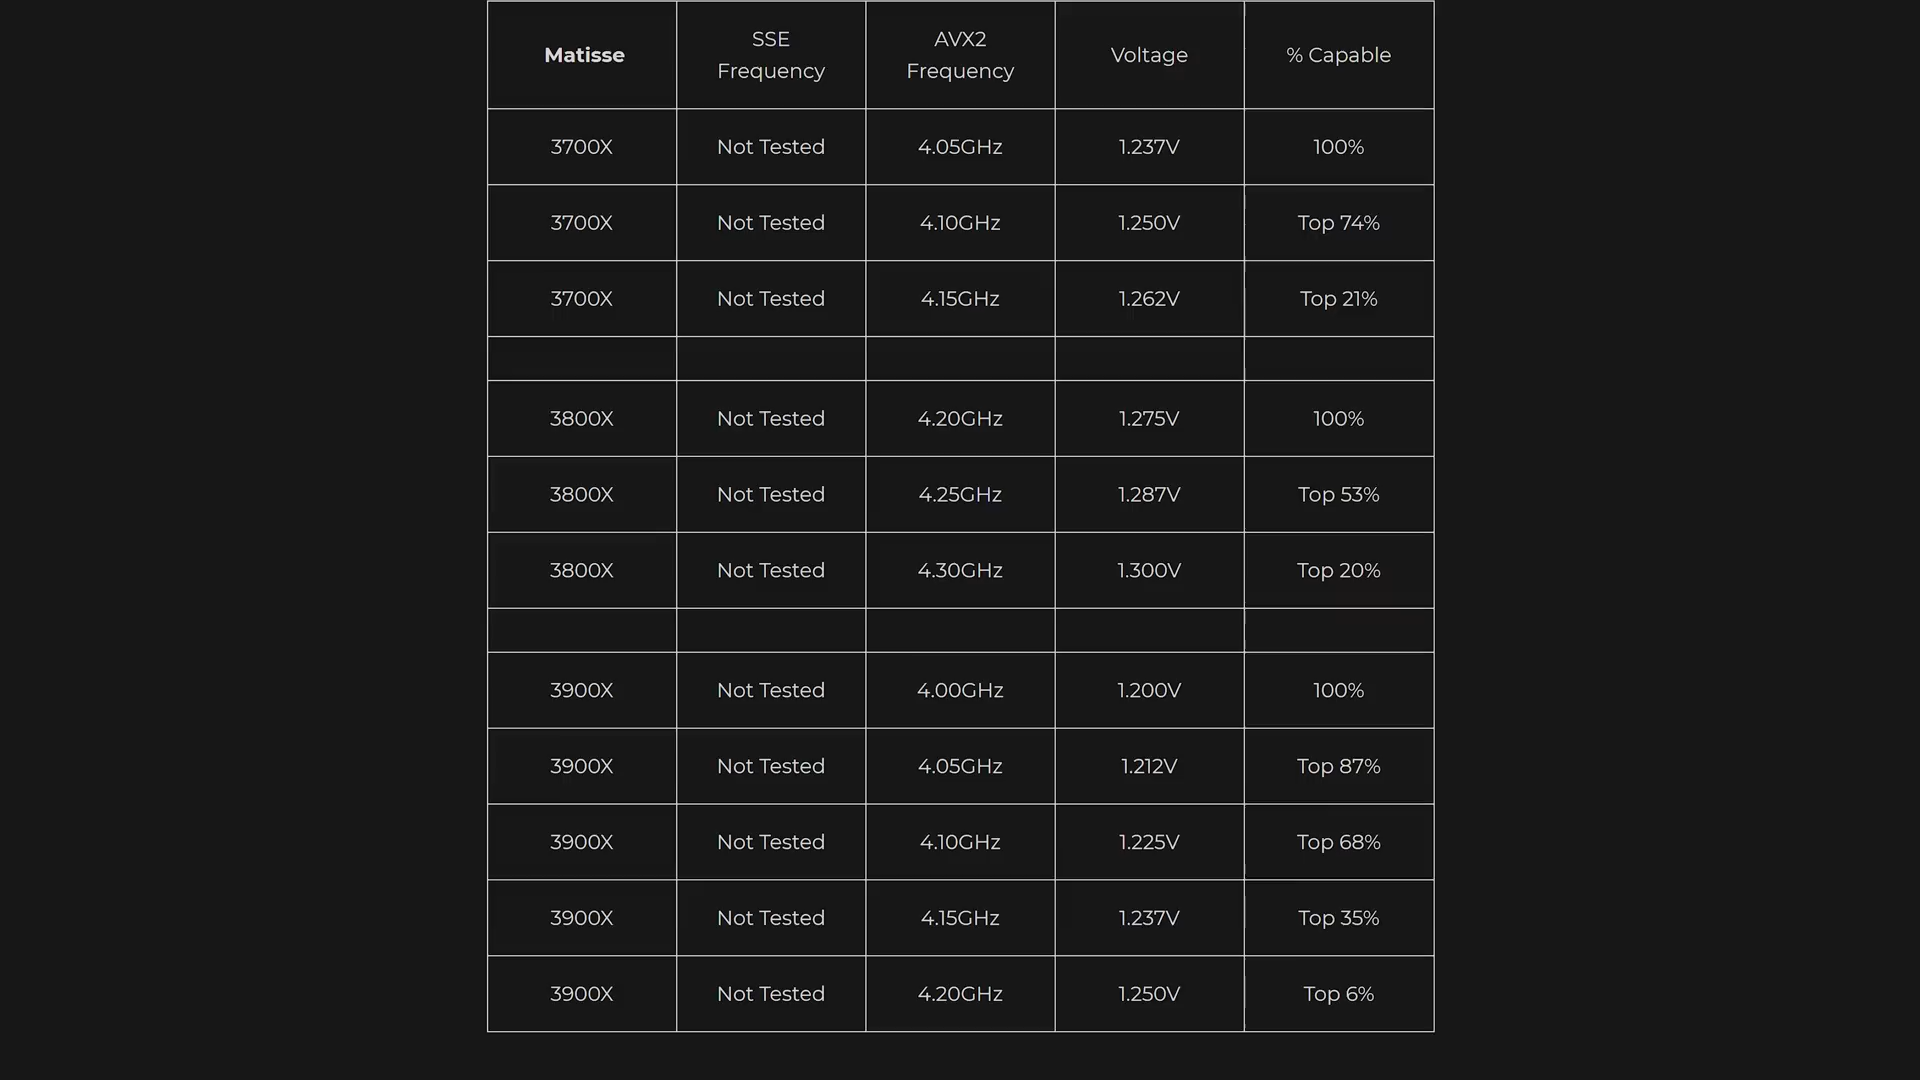 Matisse SSE Frequency AVX2 Frequency Voltage % Capable
3700X Not Tested 4.05GHz 1.237V 100%
3700X Not Tested 4.10GHz 1.250V Top 74%
3700X Not Tested 4.15GHz 1.262V Top 21%
3800X Not Tested 4.20GHz 1.275V 100%
3800X Not Tested 4.25GHz 1.287V Top 53%
3800X Not Tested 4.30GHz 1.300V Top 20%
3900X Not Tested 4.00GHz 1.200V 100%
3900X Not Tested 4.05GHz 1.212V Top 87%
3900X Not Tested 4.10GHz 1.225V Top 68%
3900X Not Tested 4.15GHz 1.237V Top 35%
3900X Not Tested 4.20GHz 1.250V Top 6%